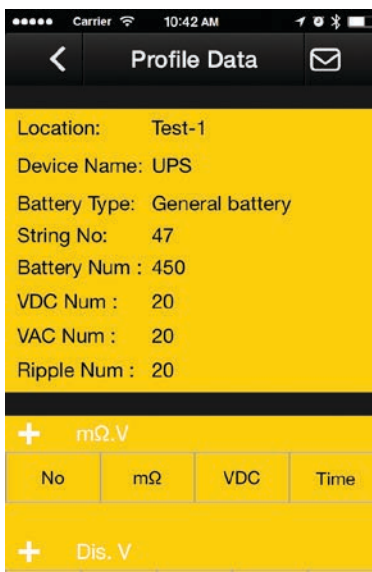 Carrier 10:42 AM
Profile Data
Location: Test-1
Device Name: UPS
Battery Type: General battery
String No: 47
Battery Num : 450
VDC Num : 20
VAC Num : 20
Ripple Num : 20
+ mΩ.V
No mΩ VDC Time
+ Dis. V